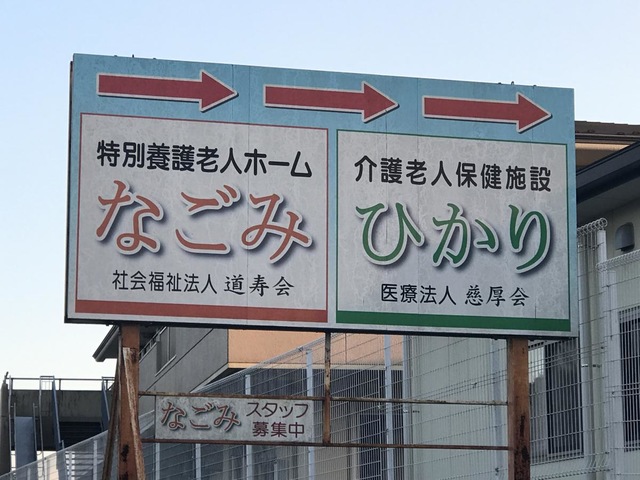 特別養護老人ホーム
なごみ
社会福祉法人 道寿会
介護老人保健施設
ひかり
医療法人 慈厚会
なごみ スタッフ
募集中